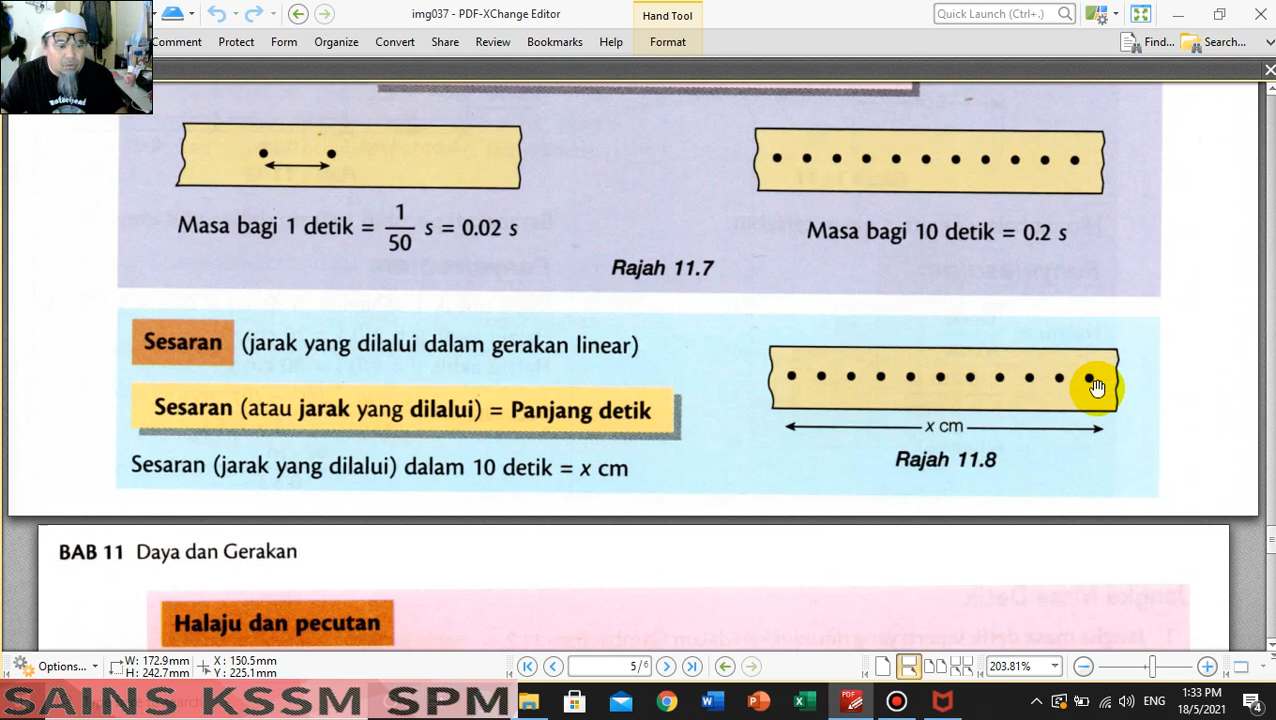 img037 - PDF-XChange Editor
Hand Tool
Quick Launch (Ctrl+.)
Comment Protect Form Organize Convert Share Review Bookmarks Help Format
Find... Search...
Masa bagi 1 detik = 1/50 s = 0.02 s
Masa bagi 10 detik = 0.2 s
Rajah 11.7
Sesaran (jarak yang dilalui dalam gerakan linear)
Sesaran (atau jarak yang dilalui) = Panjang detik
Sesaran (jarak yang dilalui) dalam 10 detik = x cm
x cm
Rajah 11.8
BAB 11 Daya dan Gerakan
Halaju dan pecutan
Options...
W: 172.9mm
H: 242.7mm
X: 150.5mm
Y: 225.1mm
5/6
203.81%
SAINS KSSM SPM
ENG
1:33 PM
18/5/2021
4